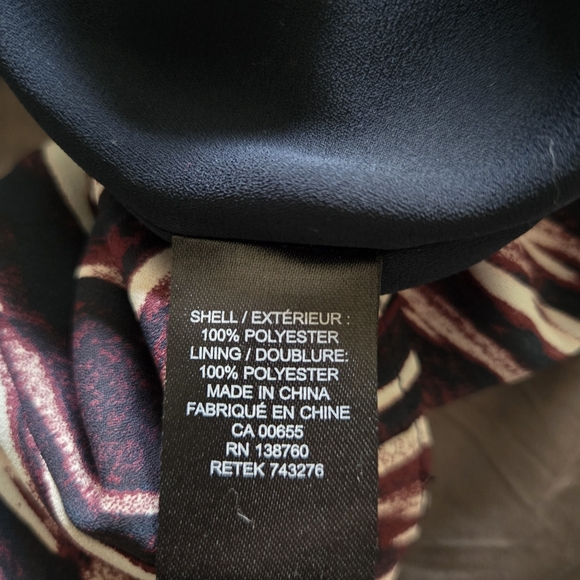 SHELL / EXTÉRIEUR :
100% POLYESTER
LINING / DOUBLURE:
100% POLYESTER
MADE IN CHINA
FABRIQUÉ EN CHINE
CA 00655
RN 138760
RETEK 743276